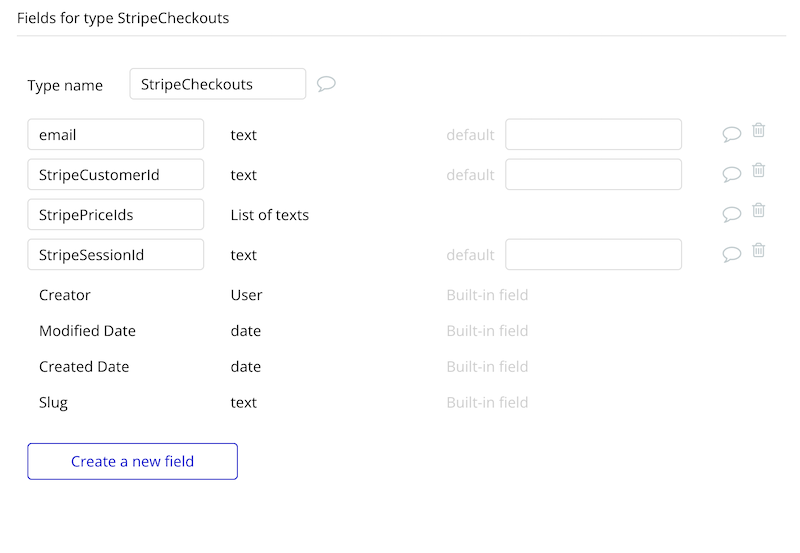 Fields for type StripeCheckouts
Type name StripeCheckouts
email text default
StripeCustomerId text default
StripePriceIds List of texts
StripeSessionId text default
Creator User Built-in field
Modified Date date Built-in field
Created Date date Built-in field
Slug text Built-in field
Create a new field